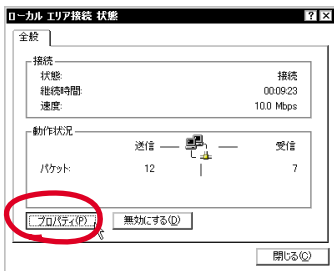 ローカル エリア接続 状態
全般
接続
状態: 接続
継続時間: 00:09:23
速度: 10.0 Mbps
動作状況
送信 受信
パケット: 12 7
プロパティ(P) 無効にする(D)
閉じる(C)